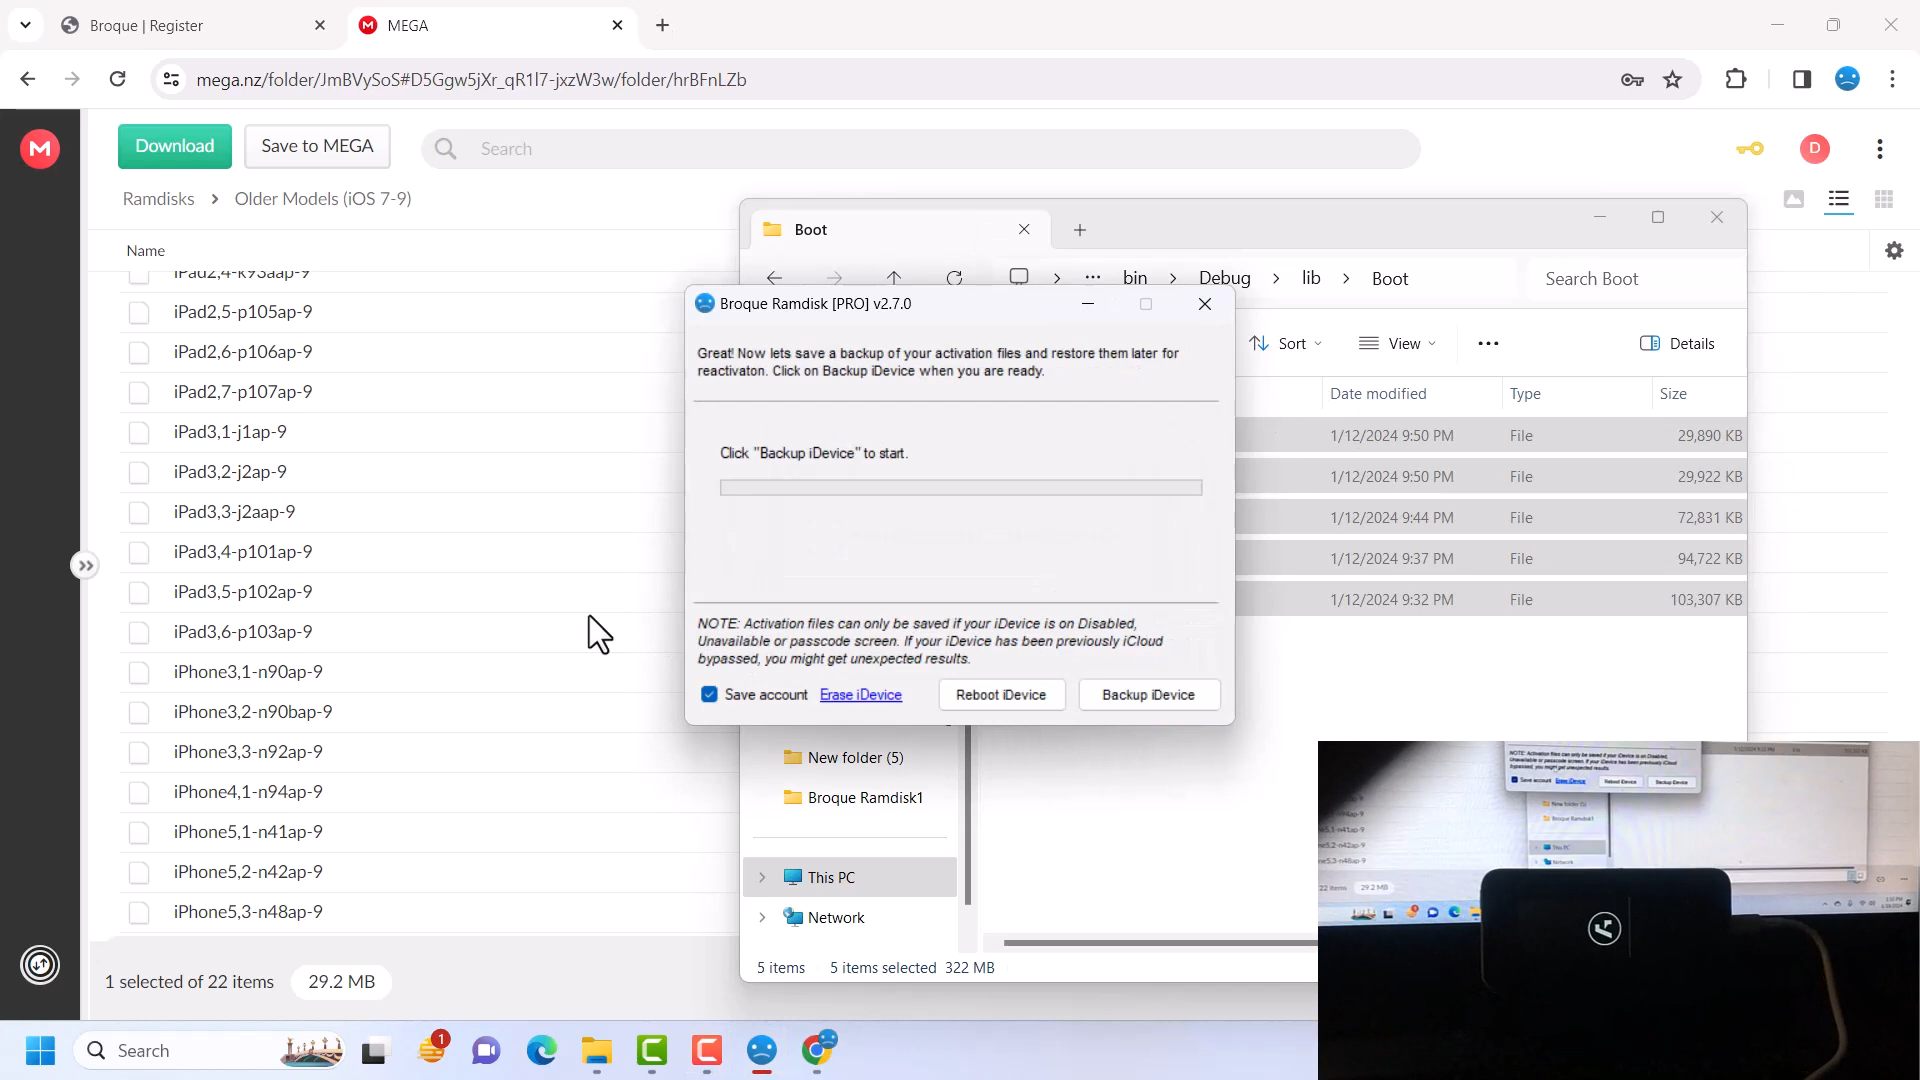 Broque | Register
MEGA
mega.nz/folder/JmBVySoS#D5Ggw5jXr_qR1l7-jxzW3w/folder/hrBFnLZb
M
Download
Save to MEGA
Search
D
Ramdisks > Older Models (iOS 7-9)
Name
iPad2,4-k93aap-9
iPad2,5-p105ap-9
iPad2,6-p106ap-9
iPad2,7-p107ap-9
iPad3,1-j1ap-9
iPad3,2-j2ap-9
iPad3,3-j2aap-9
iPad3,4-p101ap-9
iPad3,5-p102ap-9
iPad3,6-p103ap-9
iPhone3,1-n90ap-9
iPhone3,2-n90bap-9
iPhone3,3-n92ap-9
iPhone4,1-n94ap-9
iPhone5,1-n41ap-9
iPhone5,2-n42ap-9
iPhone5,3-n48ap-9
1 selected of 22 items 29.2 MB
Boot
... > bin > Debug > lib > Boot
Search Boot
Sort View ... Details
Date modified Type Size
1/12/2024 9:50 PM File 29,890 KB
1/12/2024 9:50 PM File 29,922 KB
1/12/2024 9:44 PM File 72,831 KB
1/12/2024 9:37 PM File 94,722 KB
1/12/2024 9:32 PM File 103,307 KB
Broque Ramdisk [PRO] v2.7.0
Great! Now lets save a backup of your activation files and restore them later for
reactivaton. Click on Backup iDevice when you are ready.
Click "Backup iDevice" to start.
NOTE: Activation files can only be saved if your iDevice is on Disabled,
Unavailable or passcode screen. If your iDevice has been previously iCloud
bypassed, you might get unexpected results.
Save account Erase iDevice Reboot iDevice Backup iDevice
New folder (5)
Broque Ramdisk1
This PC
Network
5 items 5 items selected 322 MB
Search
1